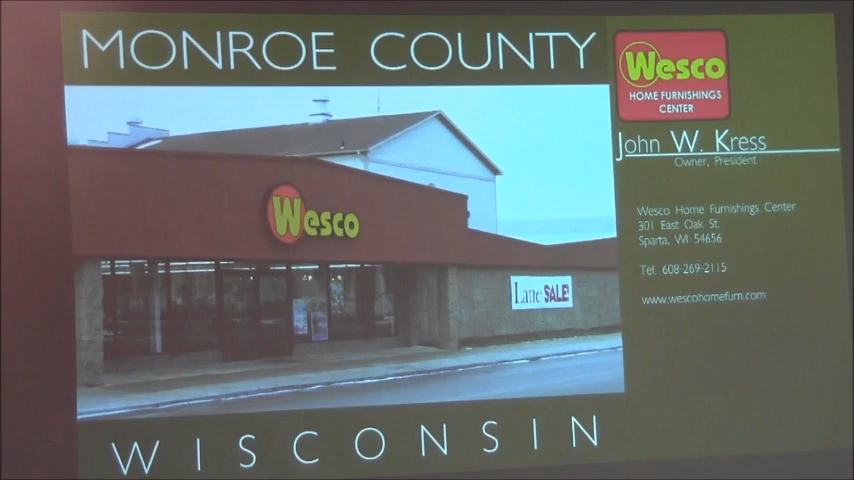 MONROE COUNTY
Wesco
HOME FURNISHINGS
CENTER
John W. Kress
Owner, President
Wesco Home Furnishings Center
301 East Oak St.
Sparta, WI 54656
Tel. 608-269-2115
www.wescohomefurn.com
Wesco
Lane SALE!
WISCONSIN